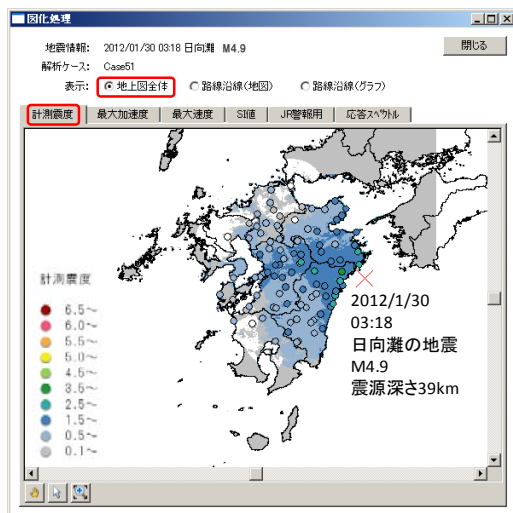 図化処理
地震情報: 2012/01/30 03:18 日向灘 M4.9
閉じる
解析ケース: Case51
表示: 地上図全体 路線沿線(地図) 路線沿線(グラフ)
計測震度 最大加速度 最大速度 SI値 JR警報用 応答スペクトル
計測震度
6.5~
6.0~
5.5~
5.0~
4.5~
3.5~
2.5~
1.5~
0.5~
0.1~
2012/1/30
03:18
日向灘の地震
M4.9
震源深さ39km